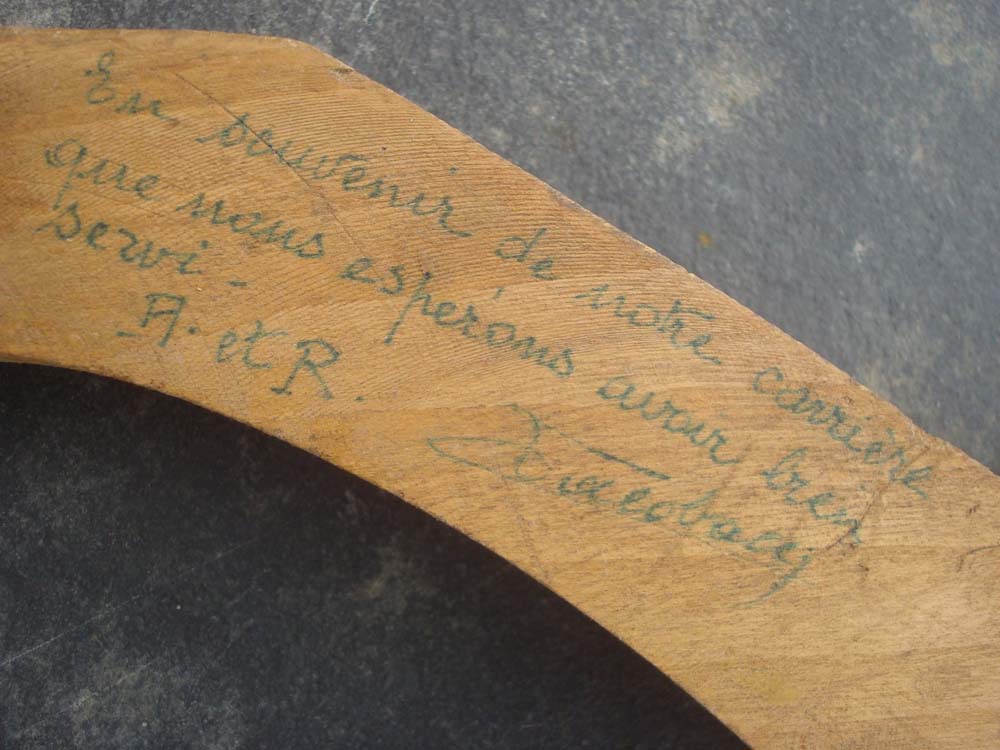 En souvenir de notre carrière
que nous espérons avoir bien
servi -
A. et R.